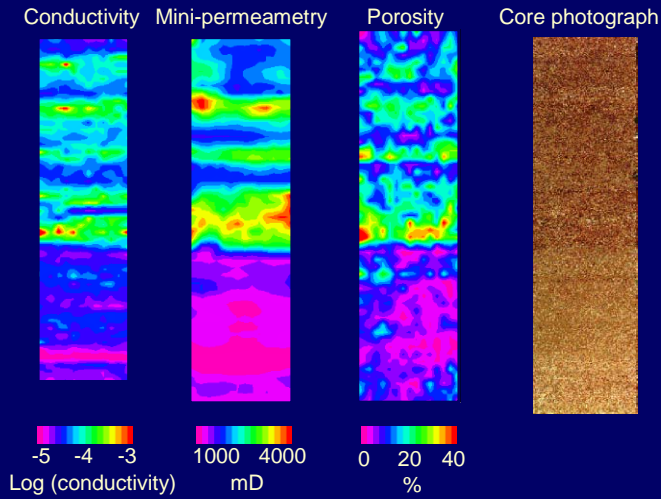 Conductivity Mini-permeametry Porosity Core photograph
-5 -4 -3 1000 4000 0 20 40
Log (conductivity) mD %